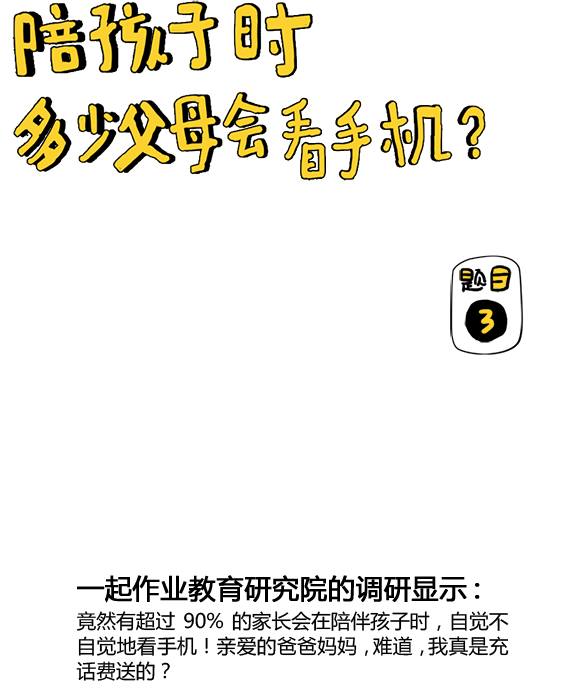 陪孩子时
多少父母会看手机?
题目
3
一起作业教育研究院的调研显示:
竟然有超过 90% 的家长会在陪伴孩子时，自觉不
自觉地看手机！亲爱的爸爸妈妈，难道，我真是充
话费送的？